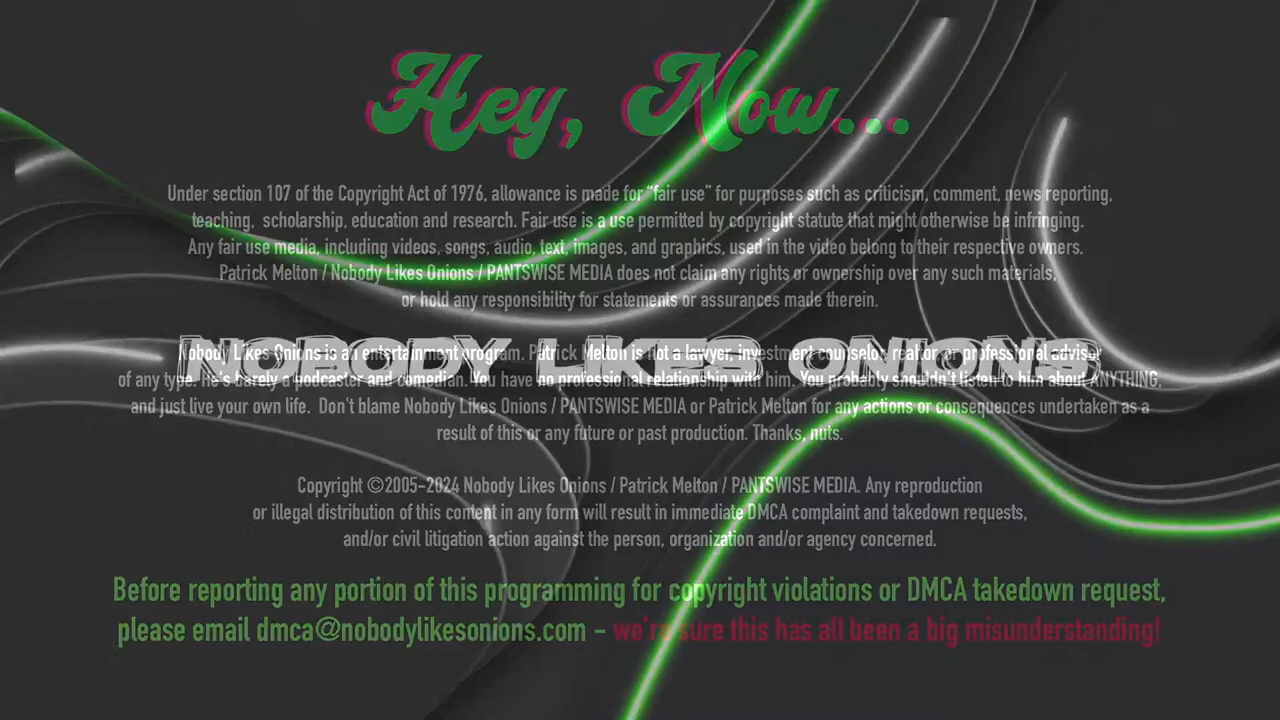 Hey, Now...
Under section 107 of the Copyright Act of 1976, allowance is made for “fair use” for purposes such as criticism, comment, news reporting,
teaching, scholarship, education and research. Fair use is a use permitted by copyright statute that might otherwise be infringing.
Any fair use media, including videos, songs, audio, text, images, and graphics, used in the video belong to their respective owners.
Patrick Melton / Nobody Likes Onions / PANTSWISE MEDIA does not claim any rights or ownership over any such materials,
or hold any responsibility for statements or assurances made therein.
NOBODY LIKES ONIONS
Nobody Likes Onions is an entertainment program. Patrick Melton is not a lawyer, investment counselor, realtor or professional advisor
of any type. He's barely a podcaster and comedian. You have no professional relationship with him. You probably shouldn't listen to him about ANYTHING,
and just live your own life. Don't blame Nobody Likes Onions / PANTSWISE MEDIA or Patrick Melton for any actions or consequences undertaken as a
result of this or any future or past production. Thanks, nuts.
Copyright ©2005-2024 Nobody Likes Onions / Patrick Melton / PANTSWISE MEDIA. Any reproduction
or illegal distribution of this content in any form will result in immediate DMCA complaint and takedown requests,
and/or civil litigation action against the person, organization and/or agency concerned.
Before reporting any portion of this programming for copyright violations or DMCA takedown request,
please email dmca@nobodylikesonions.com - we're sure this has all been a big misunderstanding!